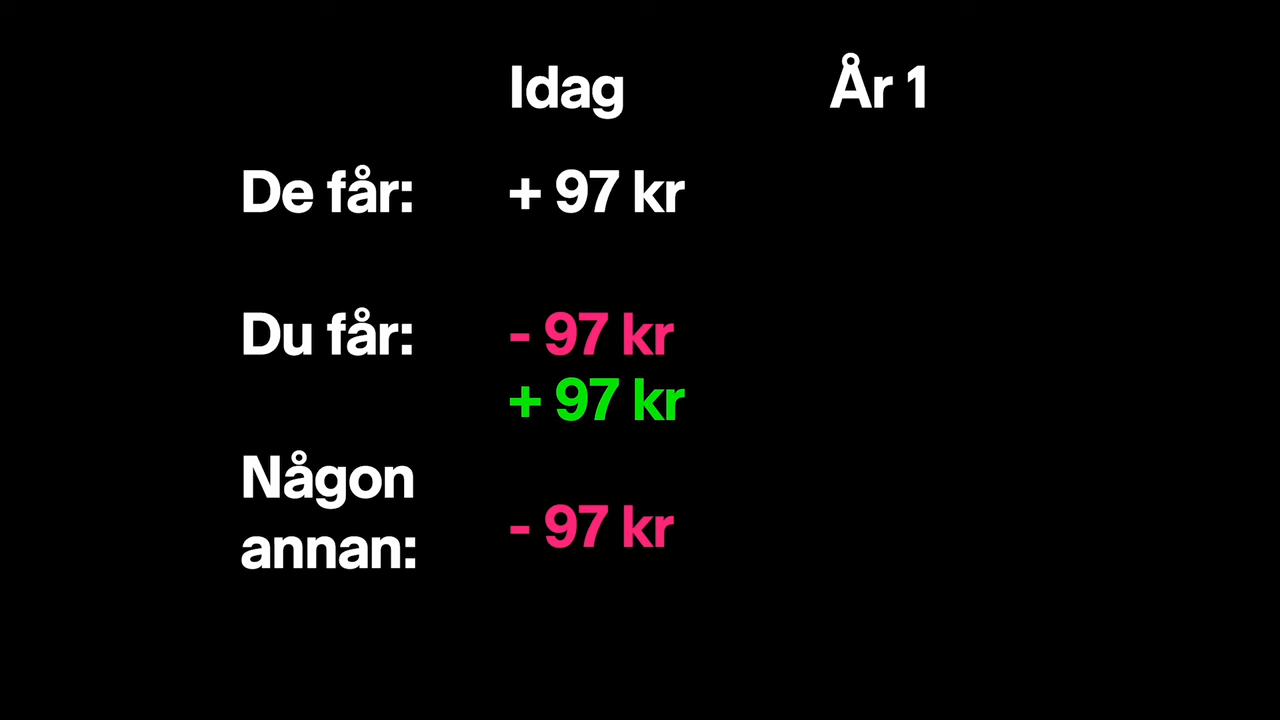 Idag År 1
De får: + 97 kr
Du får: - 97 kr
+ 97 kr
Någon
annan: - 97 kr